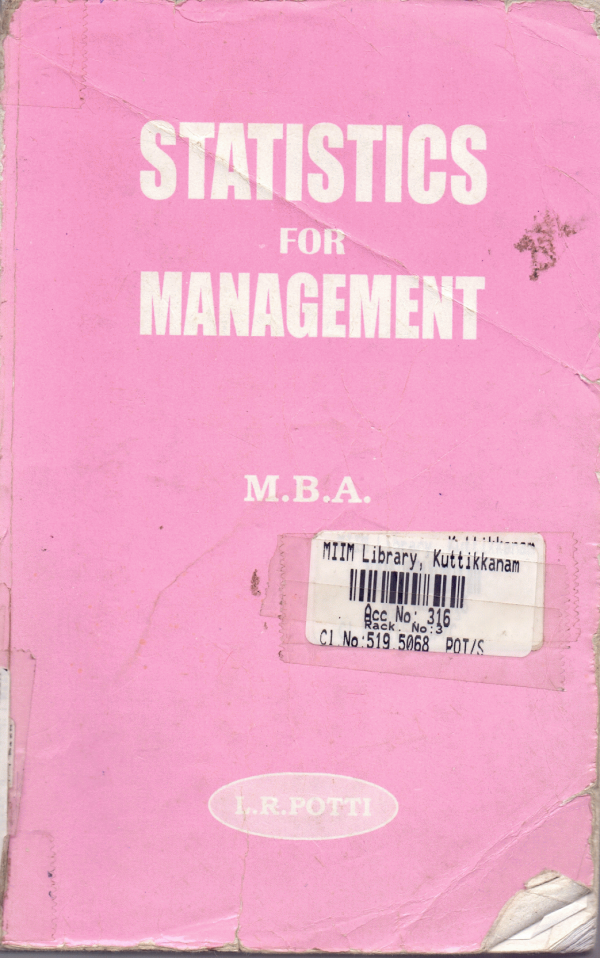 STATISTICS
FOR
MANAGEMENT
M.B.A.
MIIM Library, Kuttikkanam
Acc No: 316
Rack. No:3
Cl.No:519.5068 POT/S
L.R.POTTI